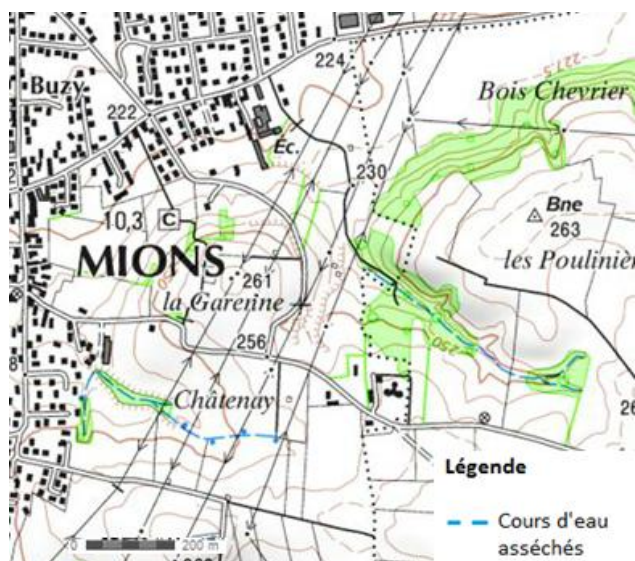 224
Buzy
Bois Chevrier
222
Ec.
230
Bne
10,3
C
263
MIONS
261
les Poulinièr
la Garenne
256
250
Châtenay
Légende
Cours d'eau
asséchés
0
200 m